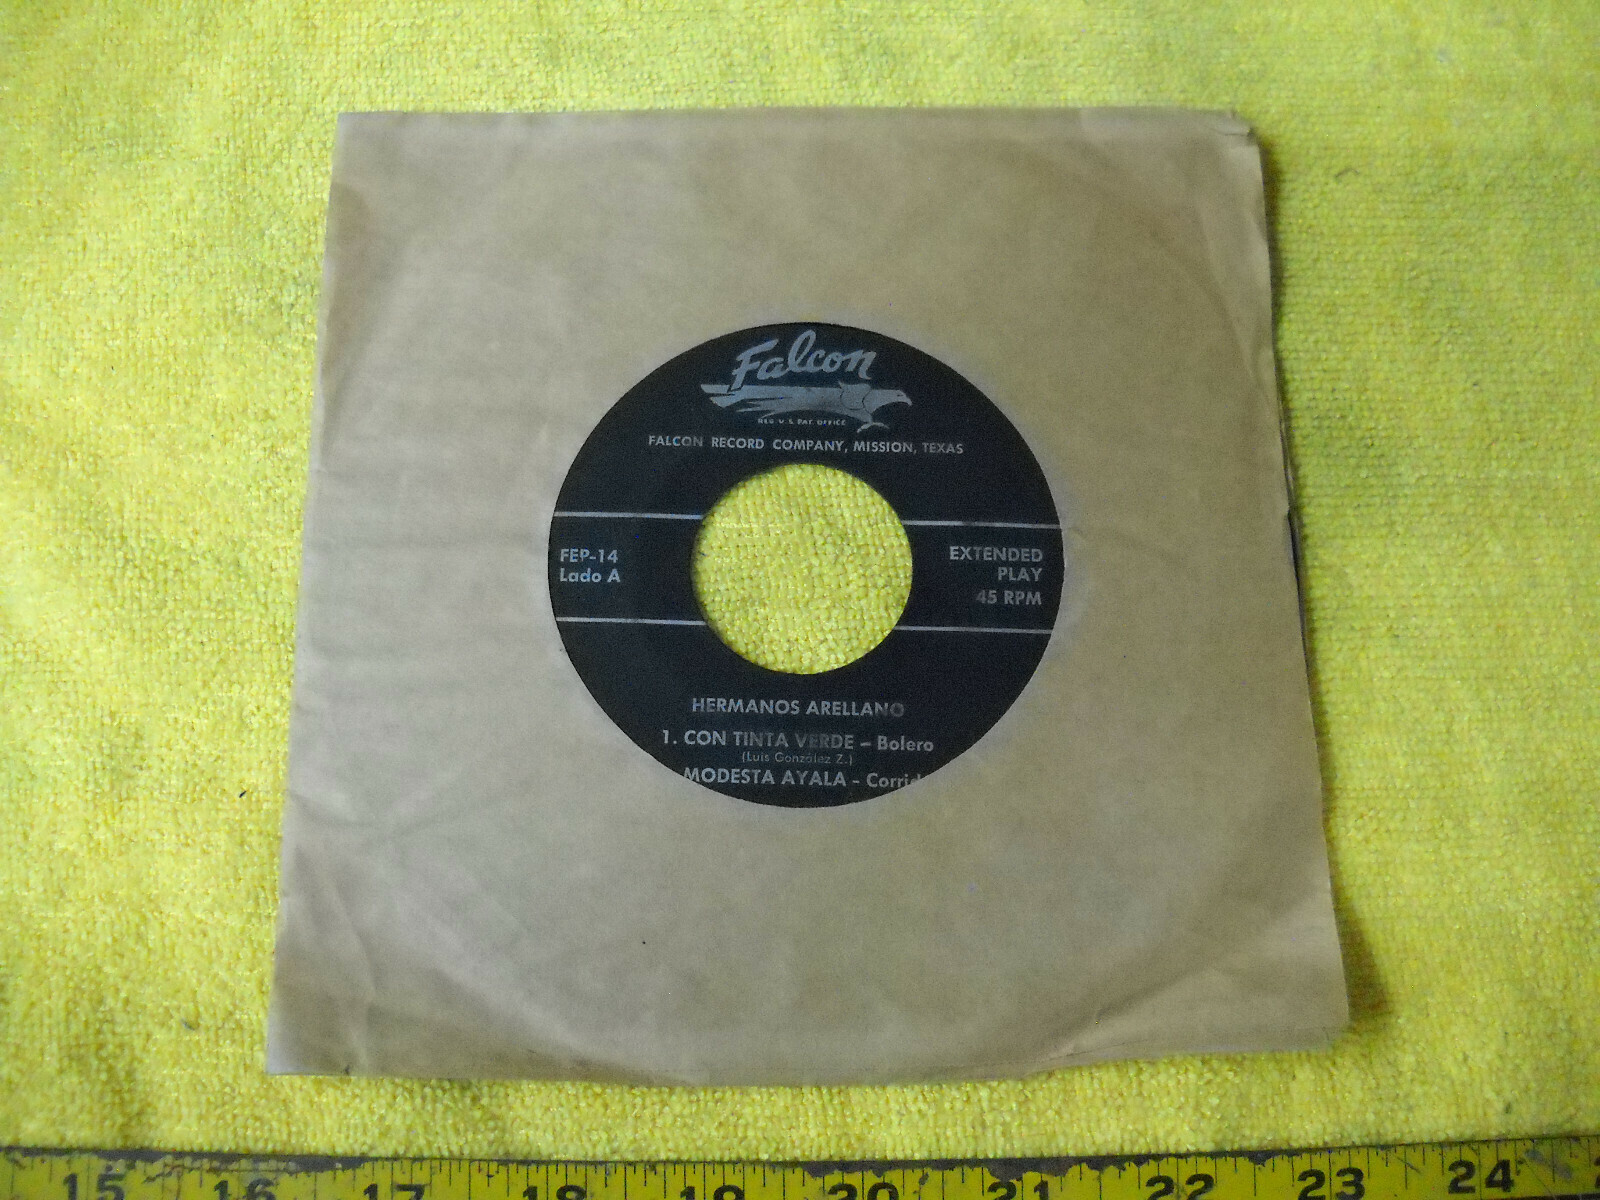 Falcon
REG U.S. PAT. OFFICE
FALCON RECORD COMPANY, MISSION, TEXAS
FEP-14
Lado A
EXTENDED
PLAY
45 RPM
HERMANOS ARELLANO
1. CON TINTA VERDE – Bolero
(Luis González Z.)
MODESTA AYALA – Corrid
15 16 17 18 19 20 21 22 23 24